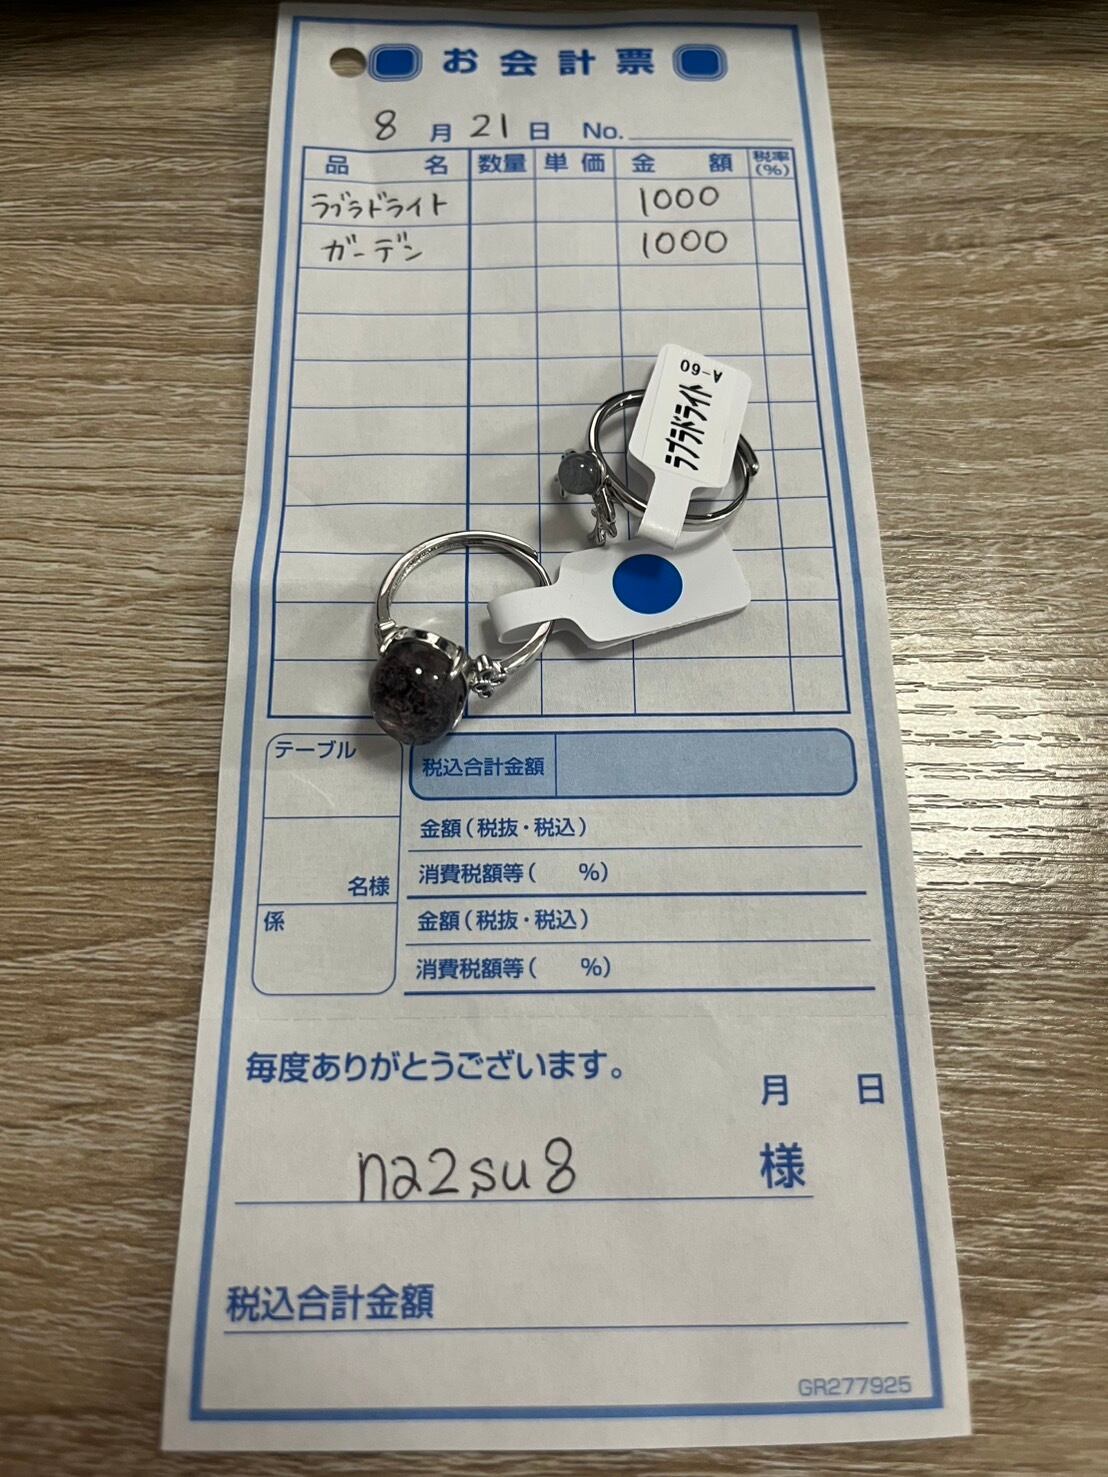 お会計票
8月21日 No.
品名 数量 単価 金額 税率(%)
ラブラドライト 1000
ガーデン 1000
A-60
ラブラドライト
テーブル
名様
係
税込合計金額
金額(税抜・税込)
消費税額等( %)
金額(税抜・税込)
消費税額等( %)
毎度ありがとうございます。
月 日
na2su8 様
税込合計金額
GR277925